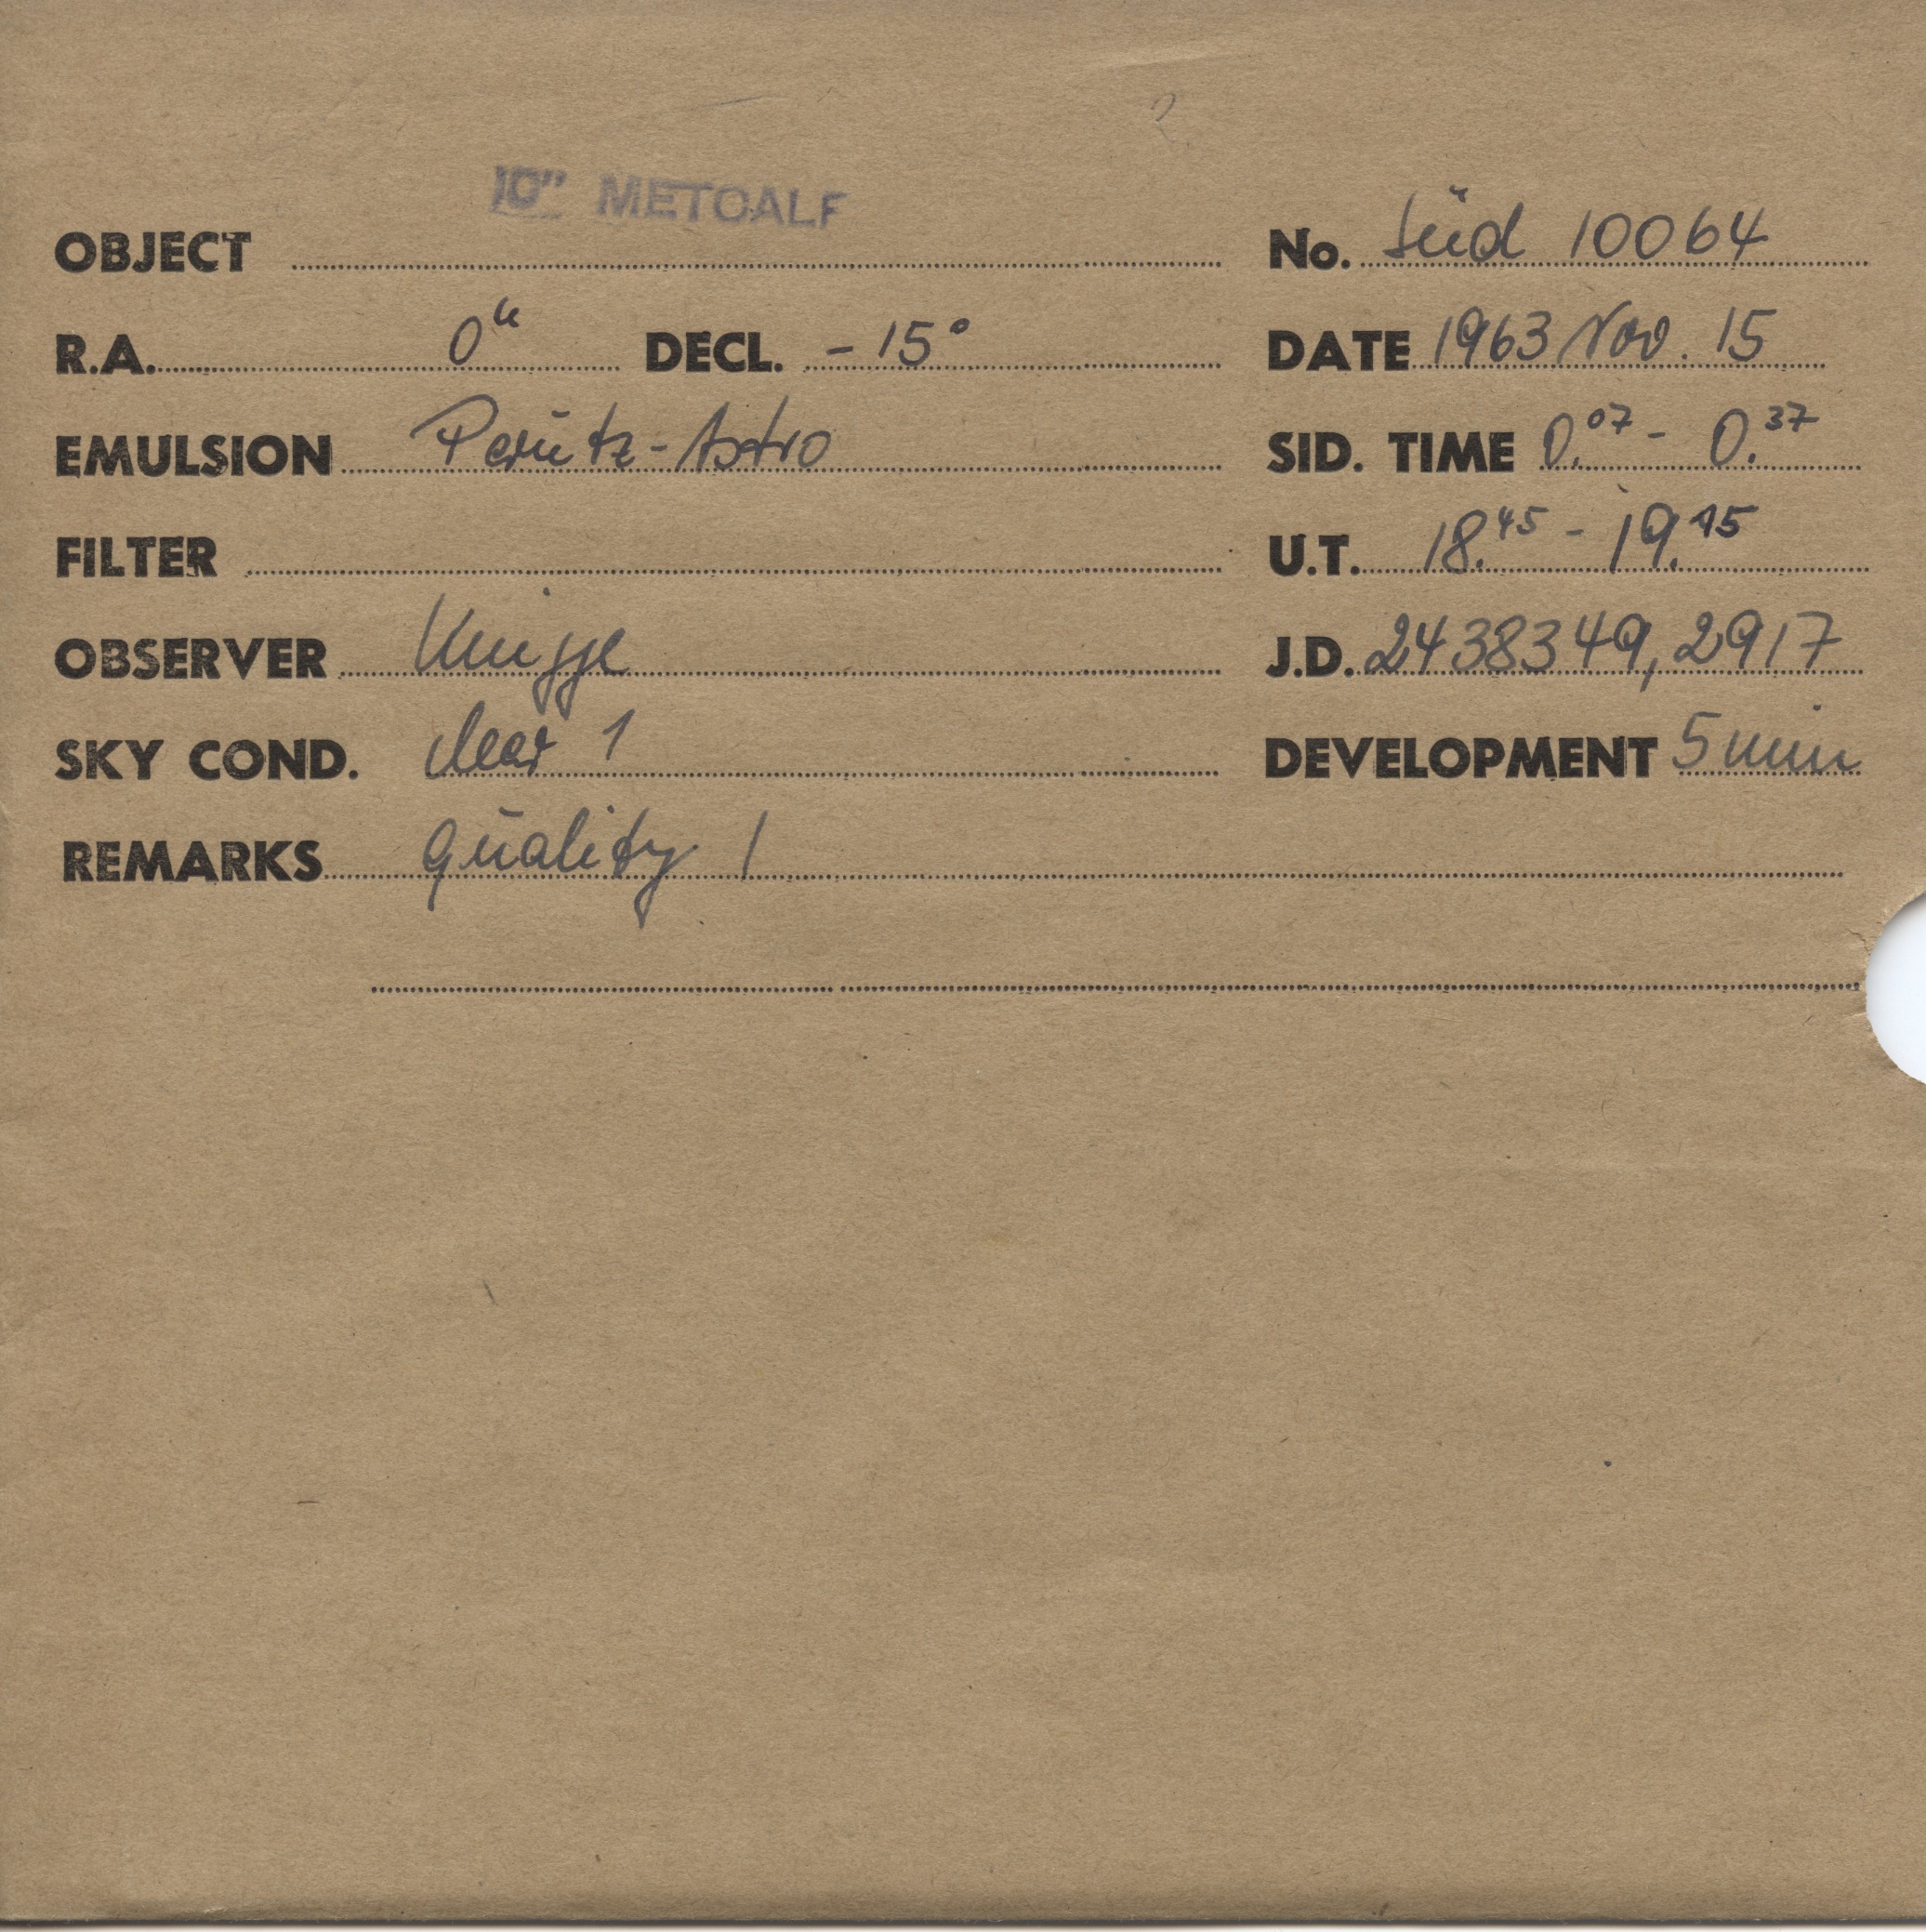 10" METCALF
OBJECT No. Süd 10064
R.A. 0h DECL. -15° DATE 1963 Nov. 15
EMULSION Perutz-Astro SID. TIME 0.07 - 0.37
FILTER U.T. 18.45 - 19.15
OBSERVER Knigge J.D. 2438349,2917
SKY COND. clear 1 DEVELOPMENT 5 min
REMARKS quality 1